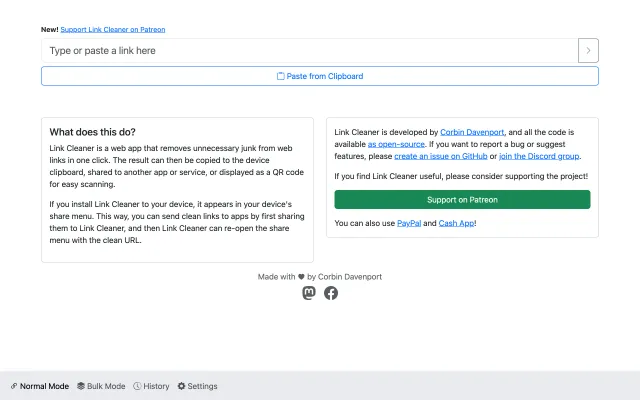 New! Support Link Cleaner on Patreon
Type or paste a link here
Paste from Clipboard
What does this do?
Link Cleaner is a web app that removes unnecessary junk from web
links in one click. The result can then be copied to the device
clipboard, shared to another app or service, or displayed as a QR code
for easy scanning.
If you install Link Cleaner to your device, it appears in your device's
share menu. This way, you can send clean links to apps by first sharing
them to Link Cleaner, and then Link Cleaner can re-open the share
menu with the clean URL.
Link Cleaner is developed by Corbin Davenport, and all the code is
available as open-source. If you want to report a bug or suggest
features, please create an issue on GitHub or join the Discord group.
If you find Link Cleaner useful, please consider supporting the project!
Support on Patreon
You can also use PayPal and Cash App!
Made with ♥ by Corbin Davenport
Normal Mode Bulk Mode History Settings